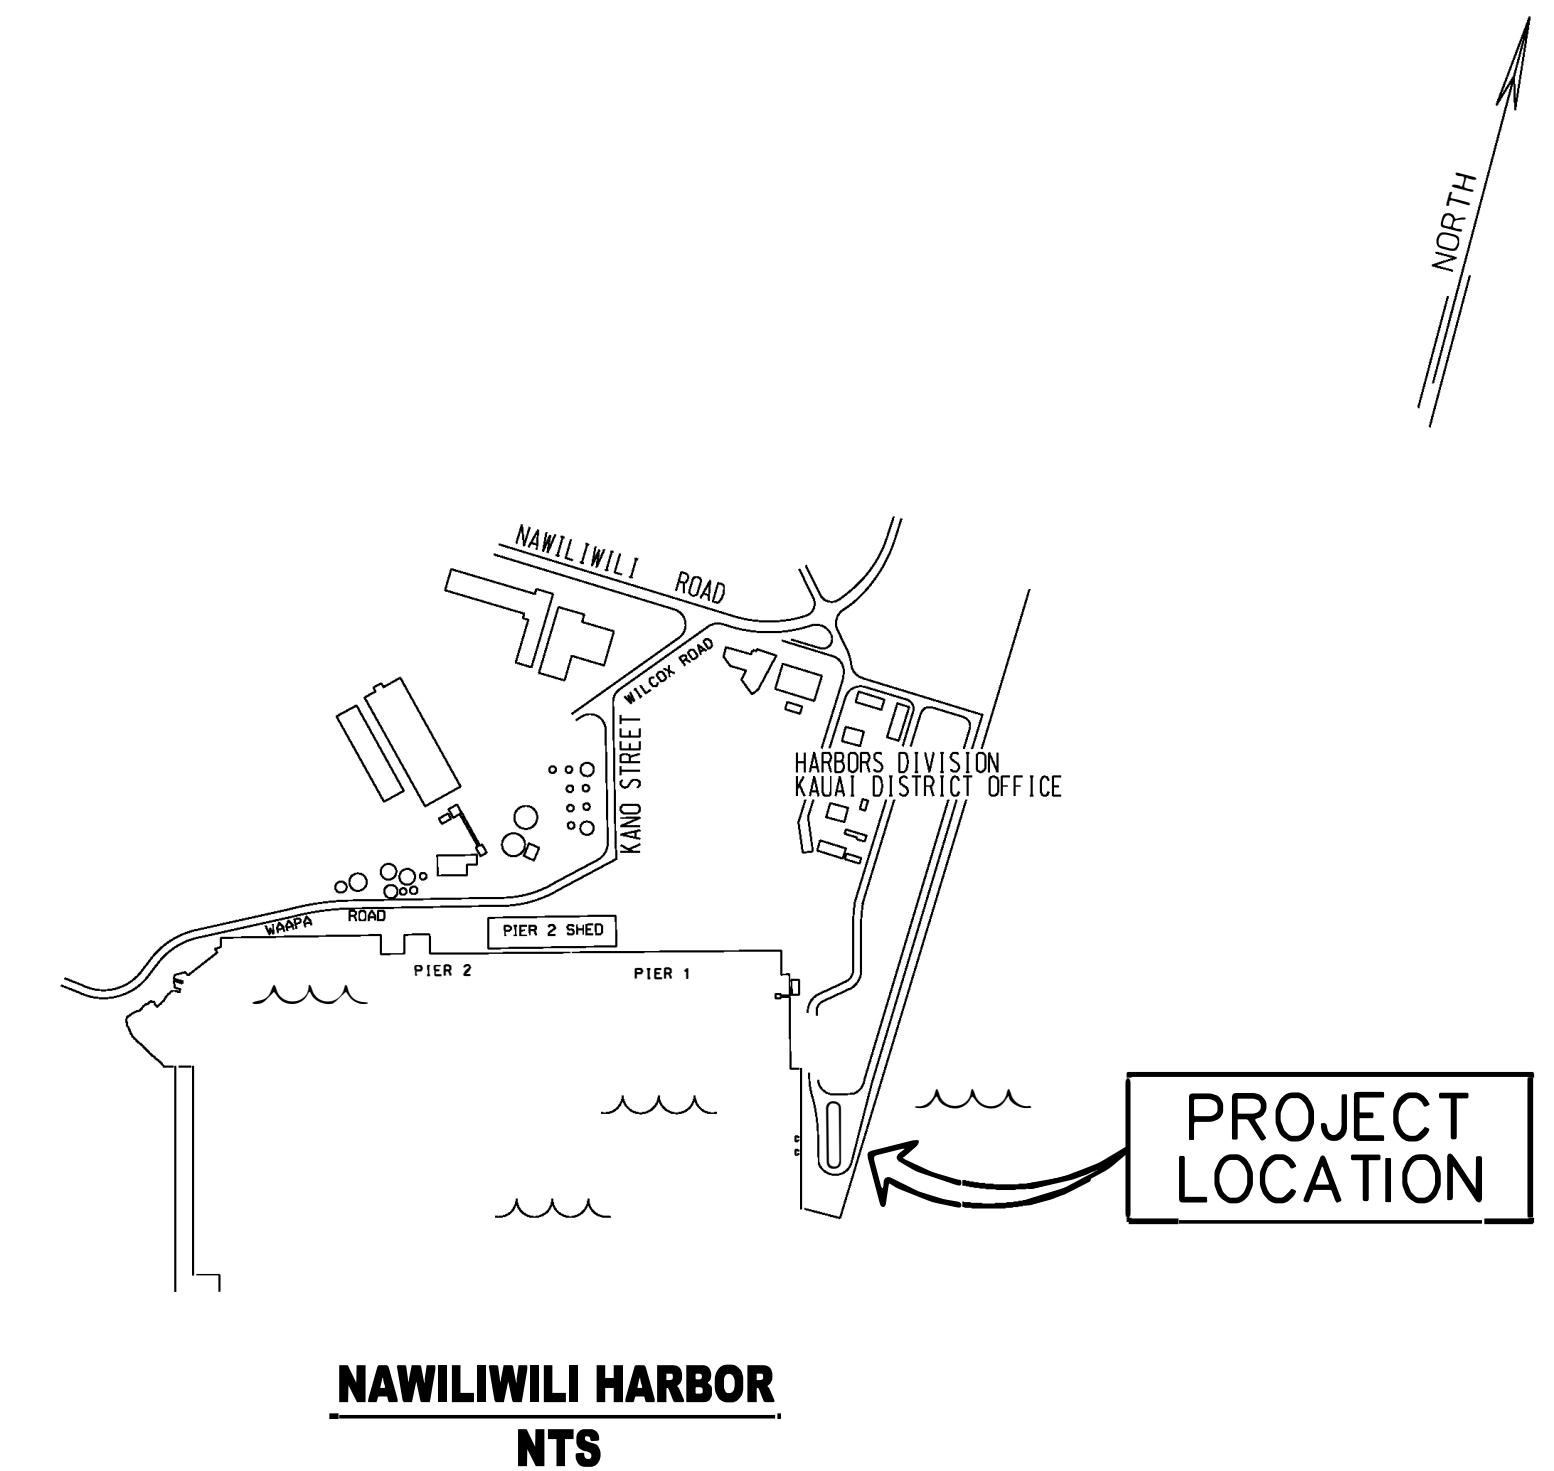 NORTH
NAWILIWILI ROAD
WILCOX ROAD
KANO STREET
HARBORS DIVISION
KAUAI DISTRICT OFFICE
WAAPA ROAD
PIER 2 SHED
PIER 2
PIER 1
PROJECT
LOCATION
NAWILIWILI HARBOR
NTS